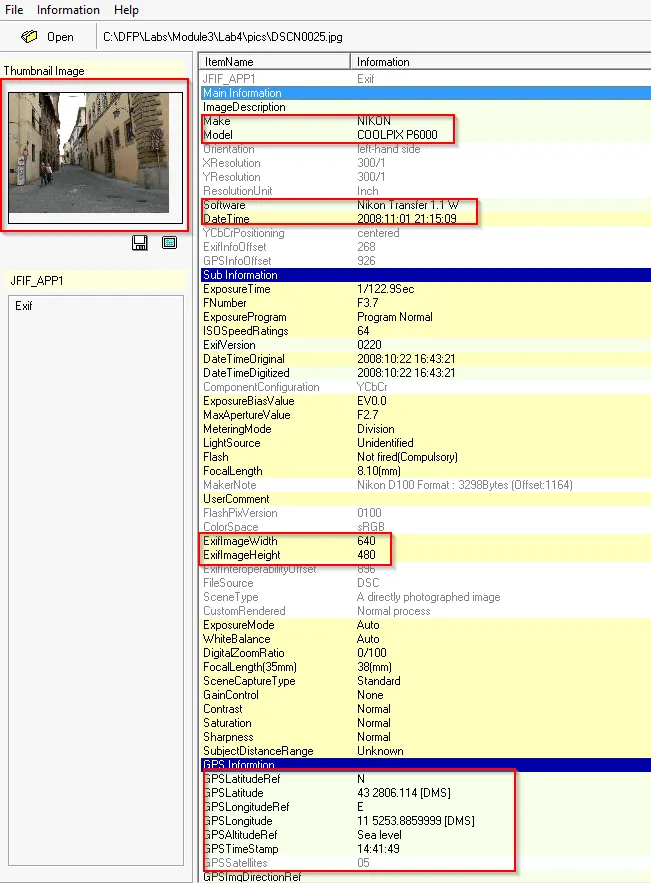 File Information Help
Open C:\DFP\Labs\Module3\Lab4\pics\DSCN0025.jpg
Thumbnail Image
JFIF_APP1
Exif
ItemName Information
JFIF_APP1 Exif
Main Information
ImageDescription
Make NIKON
Model COOLPIX P6000
Orientation left-hand side
XResolution 300/1
YResolution 300/1
ResolutionUnit Inch
Software Nikon Transfer 1.1 W
DateTime 2008:11:01 21:15:09
YCbCrPositioning centered
ExifInfoOffset 268
GPSInfoOffset 926
Sub Information
ExposureTime 1/122.9Sec
FNumber F3.7
ExposureProgram Program Normal
ISOSpeedRatings 64
ExifVersion 0220
DateTimeOriginal 2008:10:22 16:43:21
DateTimeDigitized 2008:10:22 16:43:21
ComponentConfiguration YCbCr
ExposureBiasValue EV0.0
MaxApertureValue F2.7
MeteringMode Division
LightSource Unidentified
Flash Not fired(Compulsory)
FocalLength 8.10(mm)
MakerNote Nikon D100 Format : 3298Bytes (Offset:1164)
UserComment
FlashPixVersion 0100
ColorSpace sRGB
ExifImageWidth 640
ExifImageHeight 480
ExifInteroperabilityOffset 896
FileSource DSC
SceneType A directly photographed image
CustomRendered Normal process
ExposureMode Auto
WhiteBalance Auto
DigitalZoomRatio 0/100
FocalLength(35mm) 38(mm)
SceneCaptureType Standard
GainControl None
Contrast Normal
Saturation Normal
Sharpness Normal
SubjectDistanceRange Unknown
GPS Informtion
GPSLatitudeRef N
GPSLatitude 43 2806.114 [DMS]
GPSLongitudeRef E
GPSLongitude 11 5253.8859999 [DMS]
GPSAltitudeRef Sea level
GPSTimeStamp 14:41:49
GPSSatellites 05
GPSImgDirectionRef